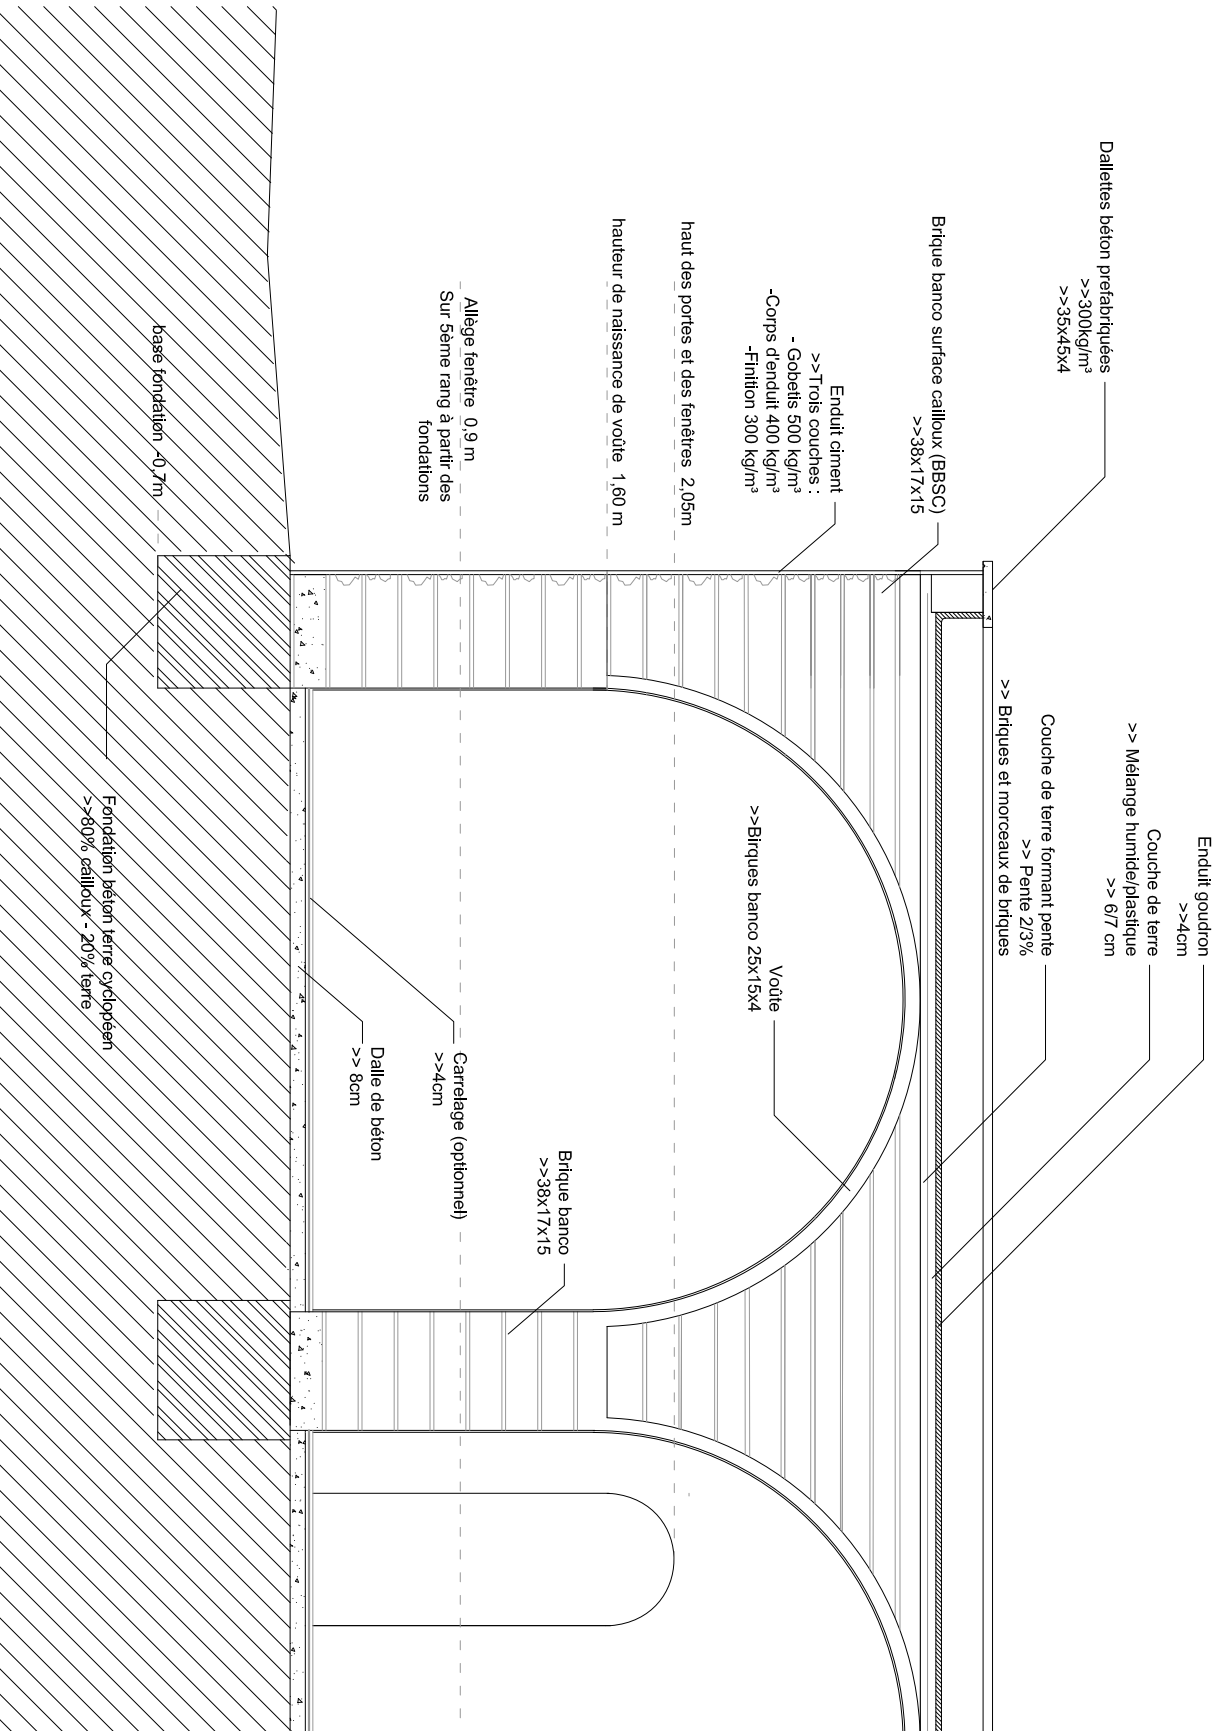 Enduit goudron
>>4cm
Couche de terre
>> Mélange humide/plastique
>> 6/7 cm
Couche de terre formant pente
>> Pente 2/3%
>> Briques et morceaux de briques
Dallettes béton prefabriquées
>>300kg/m³
>>35x45x4
Brique banco surface cailloux (BBSC)
>>38x17x15
Enduit ciment
>>Trois couches :
- Gobetis 500 kg/m³
-Corps d'enduit 400 kg/m³
-Finition 300 kg/m³
haut des portes et des fenêtres 2,05m
hauteur de naissance de voûte 1,60 m
Allège fenêtre 0,9 m
Sur 5ème rang à partir des
fondations
base fondation -0,7m
Voûte
>>Birques banco 25x15x4
Brique banco
>>38x17x15
Carrelage (optionnel)
>>4cm
Dalle de béton
>> 8cm
Fondation béton terre cyclopéen
>>80% cailloux - 20% terre